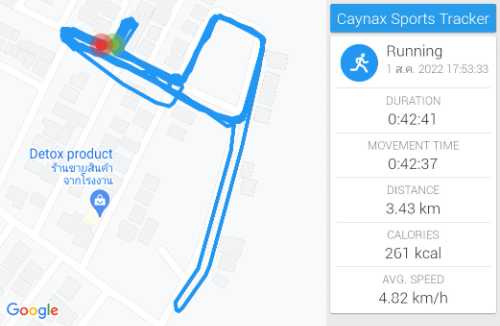 Detox product
ร้านขายสินค้า
จากโรงงาน
Google
Caynax Sports Tracker
Running
1 ส.ค. 2022 17:53:33
DURATION
0:42:41
MOVEMENT TIME
0:42:37
DISTANCE
3.43 km
CALORIES
261 kcal
AVG. SPEED
4.82 km/h